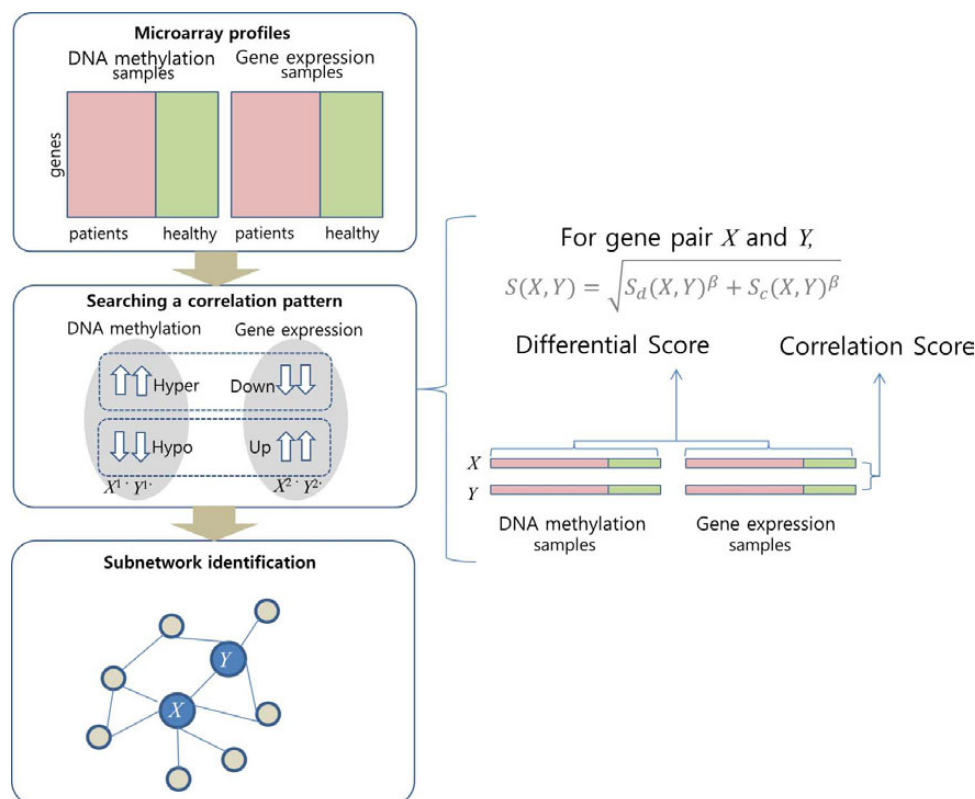 Microarray profiles
DNA methylation
samples
Gene expression
samples
genes
patients healthy patients healthy
Searching a correlation pattern
DNA methylation Gene expression
Hyper Down
Hypo Up
X¹· Y¹· X²· Y²·
Subnetwork identification
Y
X
For gene pair X and Y,
S(X,Y) = √(S_d(X,Y)^β + S_c(X,Y)^β)
Differential Score Correlation Score
X
Y
DNA methylation
samples
Gene expression
samples